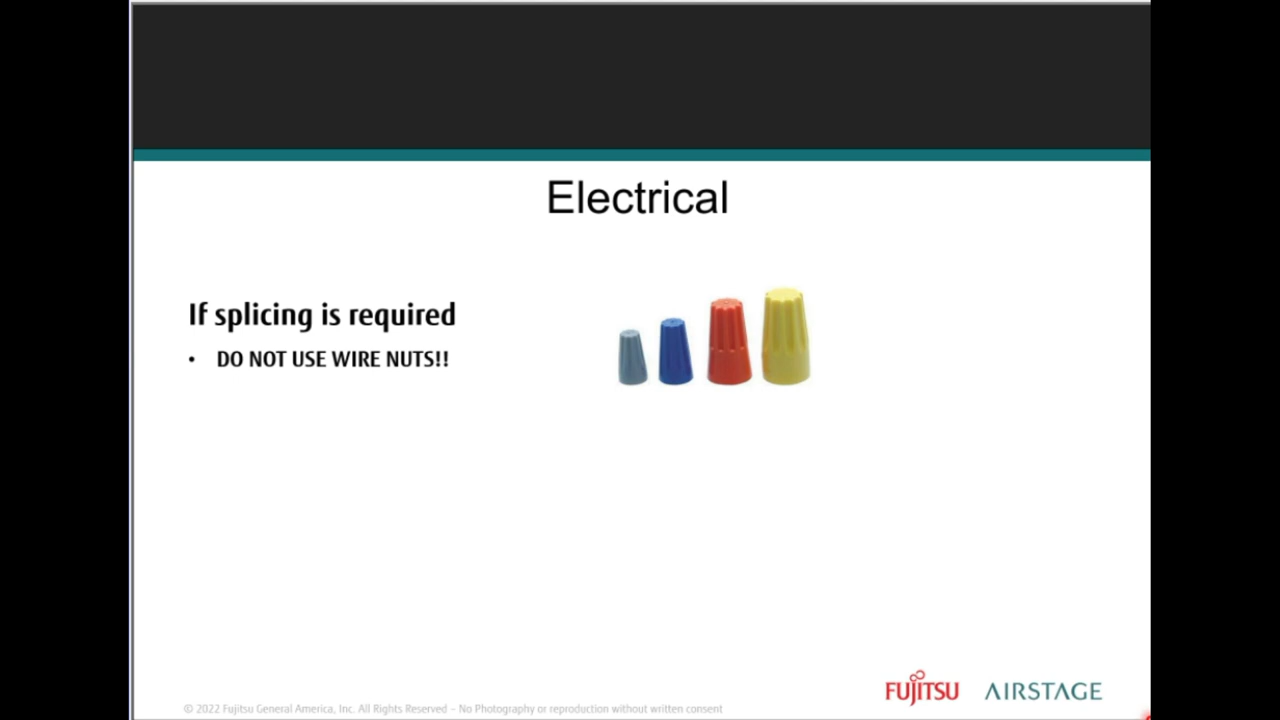 Electrical
If splicing is required
• DO NOT USE WIRE NUTS!!
FUJITSU AIRSTAGE
© 2022 Fujitsu General America, Inc. All Rights Reserved – No Photography or reproduction without written consent